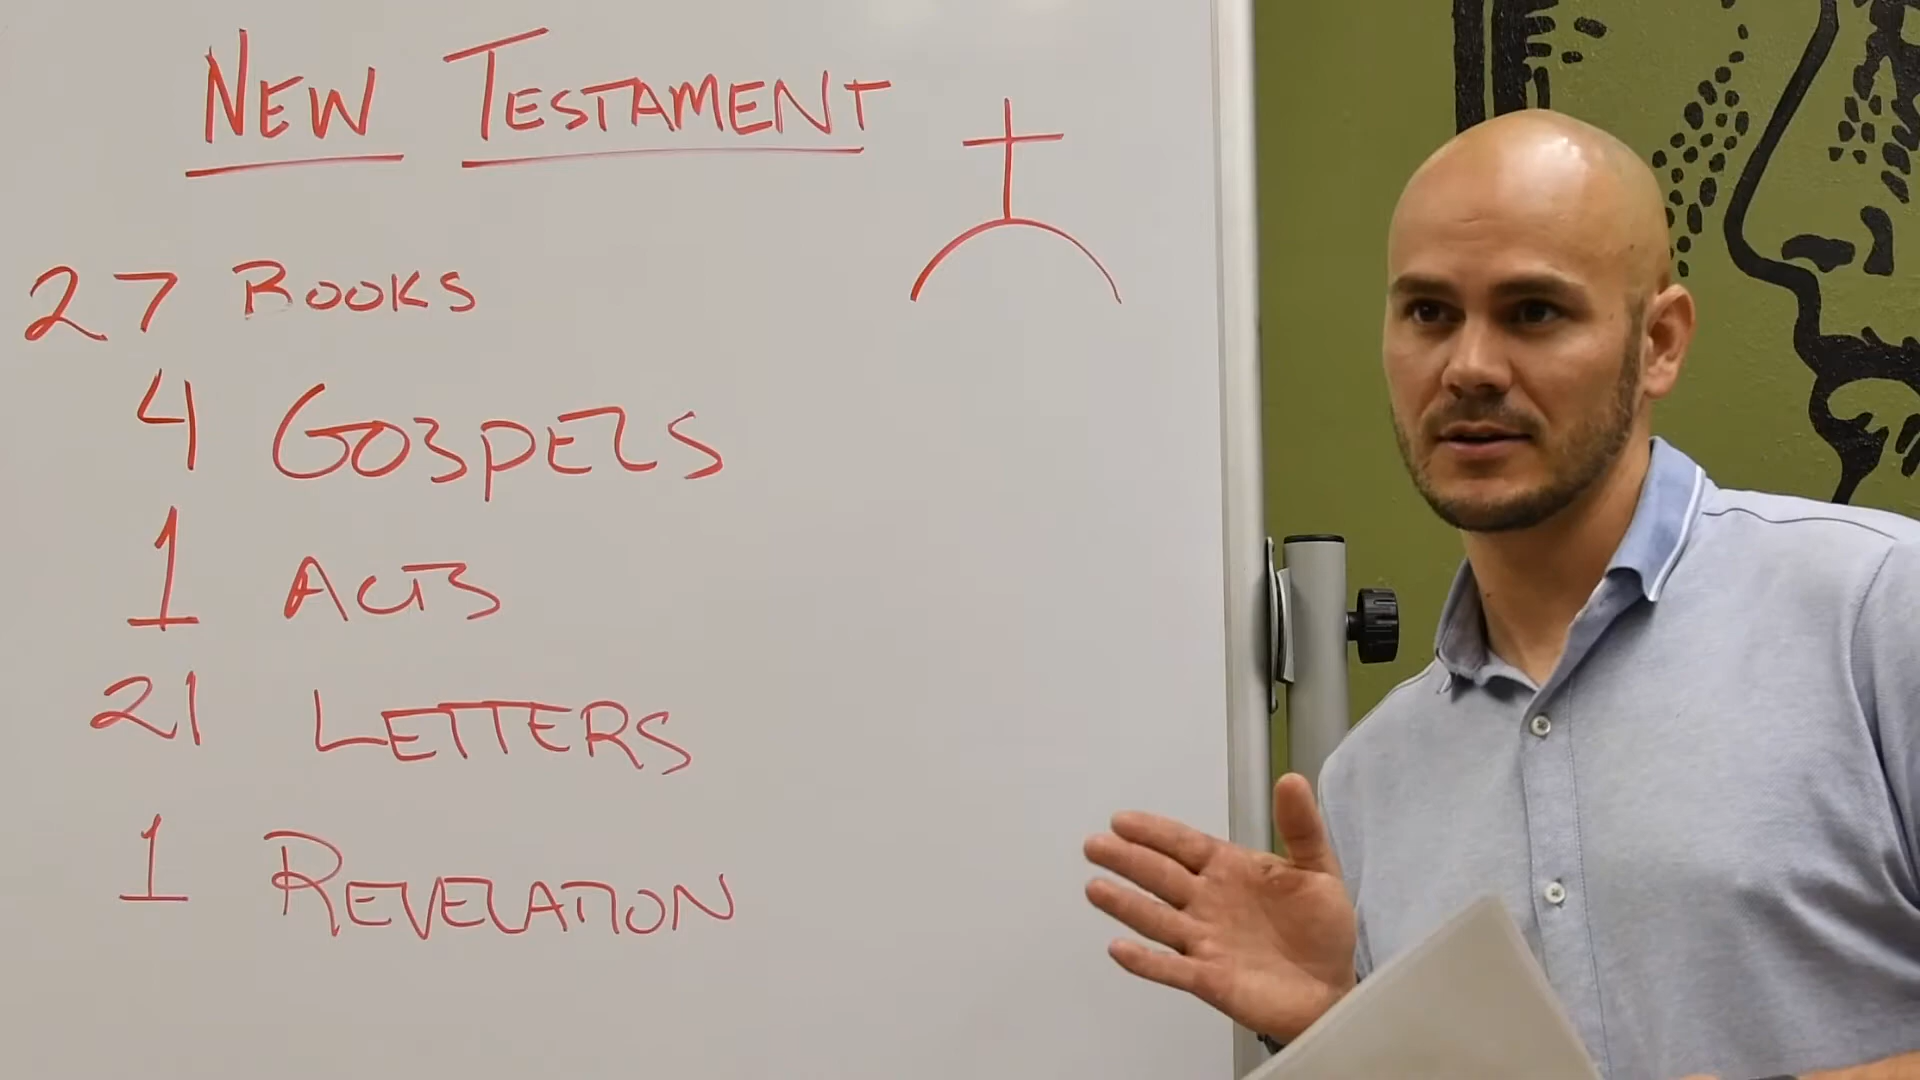 NEW TESTAMENT
27 BOOKS
4 GOSPELS
1 ACTS
21 LETTERS
1 REVELATION